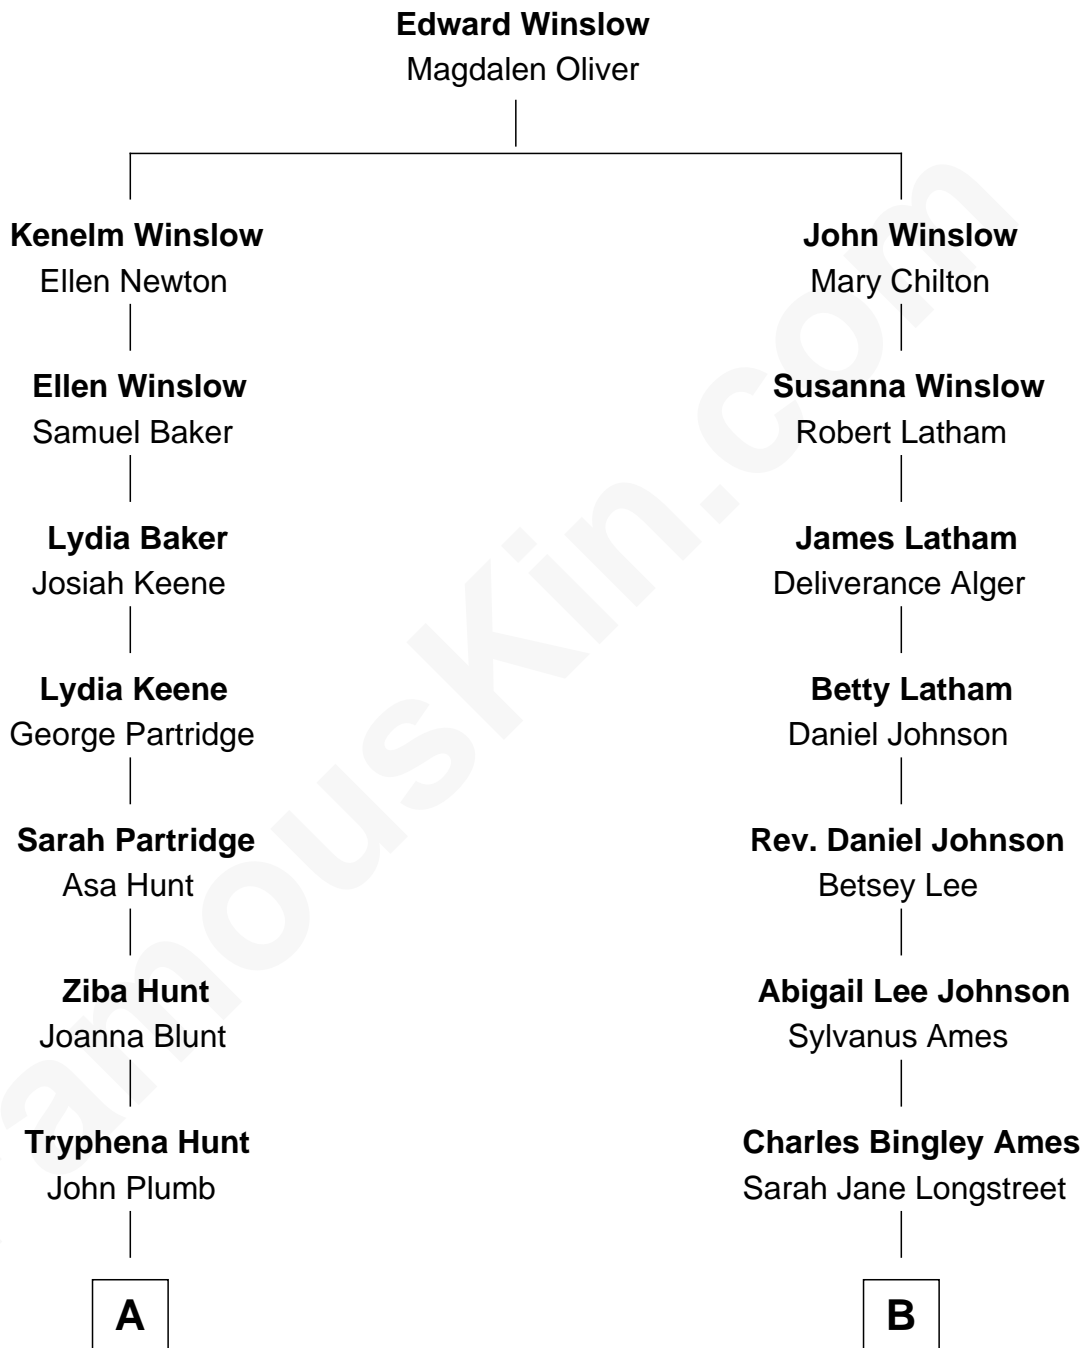 Edward Winslow
Magdalen Oliver
Kenelm Winslow
Ellen Newton
John Winslow
Mary Chilton
Ellen Winslow
Samuel Baker
Susanna Winslow
Robert Latham
Lydia Baker
Josiah Keene
James Latham
Deliverance Alger
Lydia Keene
George Partridge
Betty Latham
Daniel Johnson
Sarah Partridge
Asa Hunt
Rev. Daniel Johnson
Betsey Lee
Ziba Hunt
Joanna Blunt
Abigail Lee Johnson
Sylvanus Ames
Tryphena Hunt
John Plumb
Charles Bingley Ames
Sarah Jane Longstreet
A
B
amousKin.com